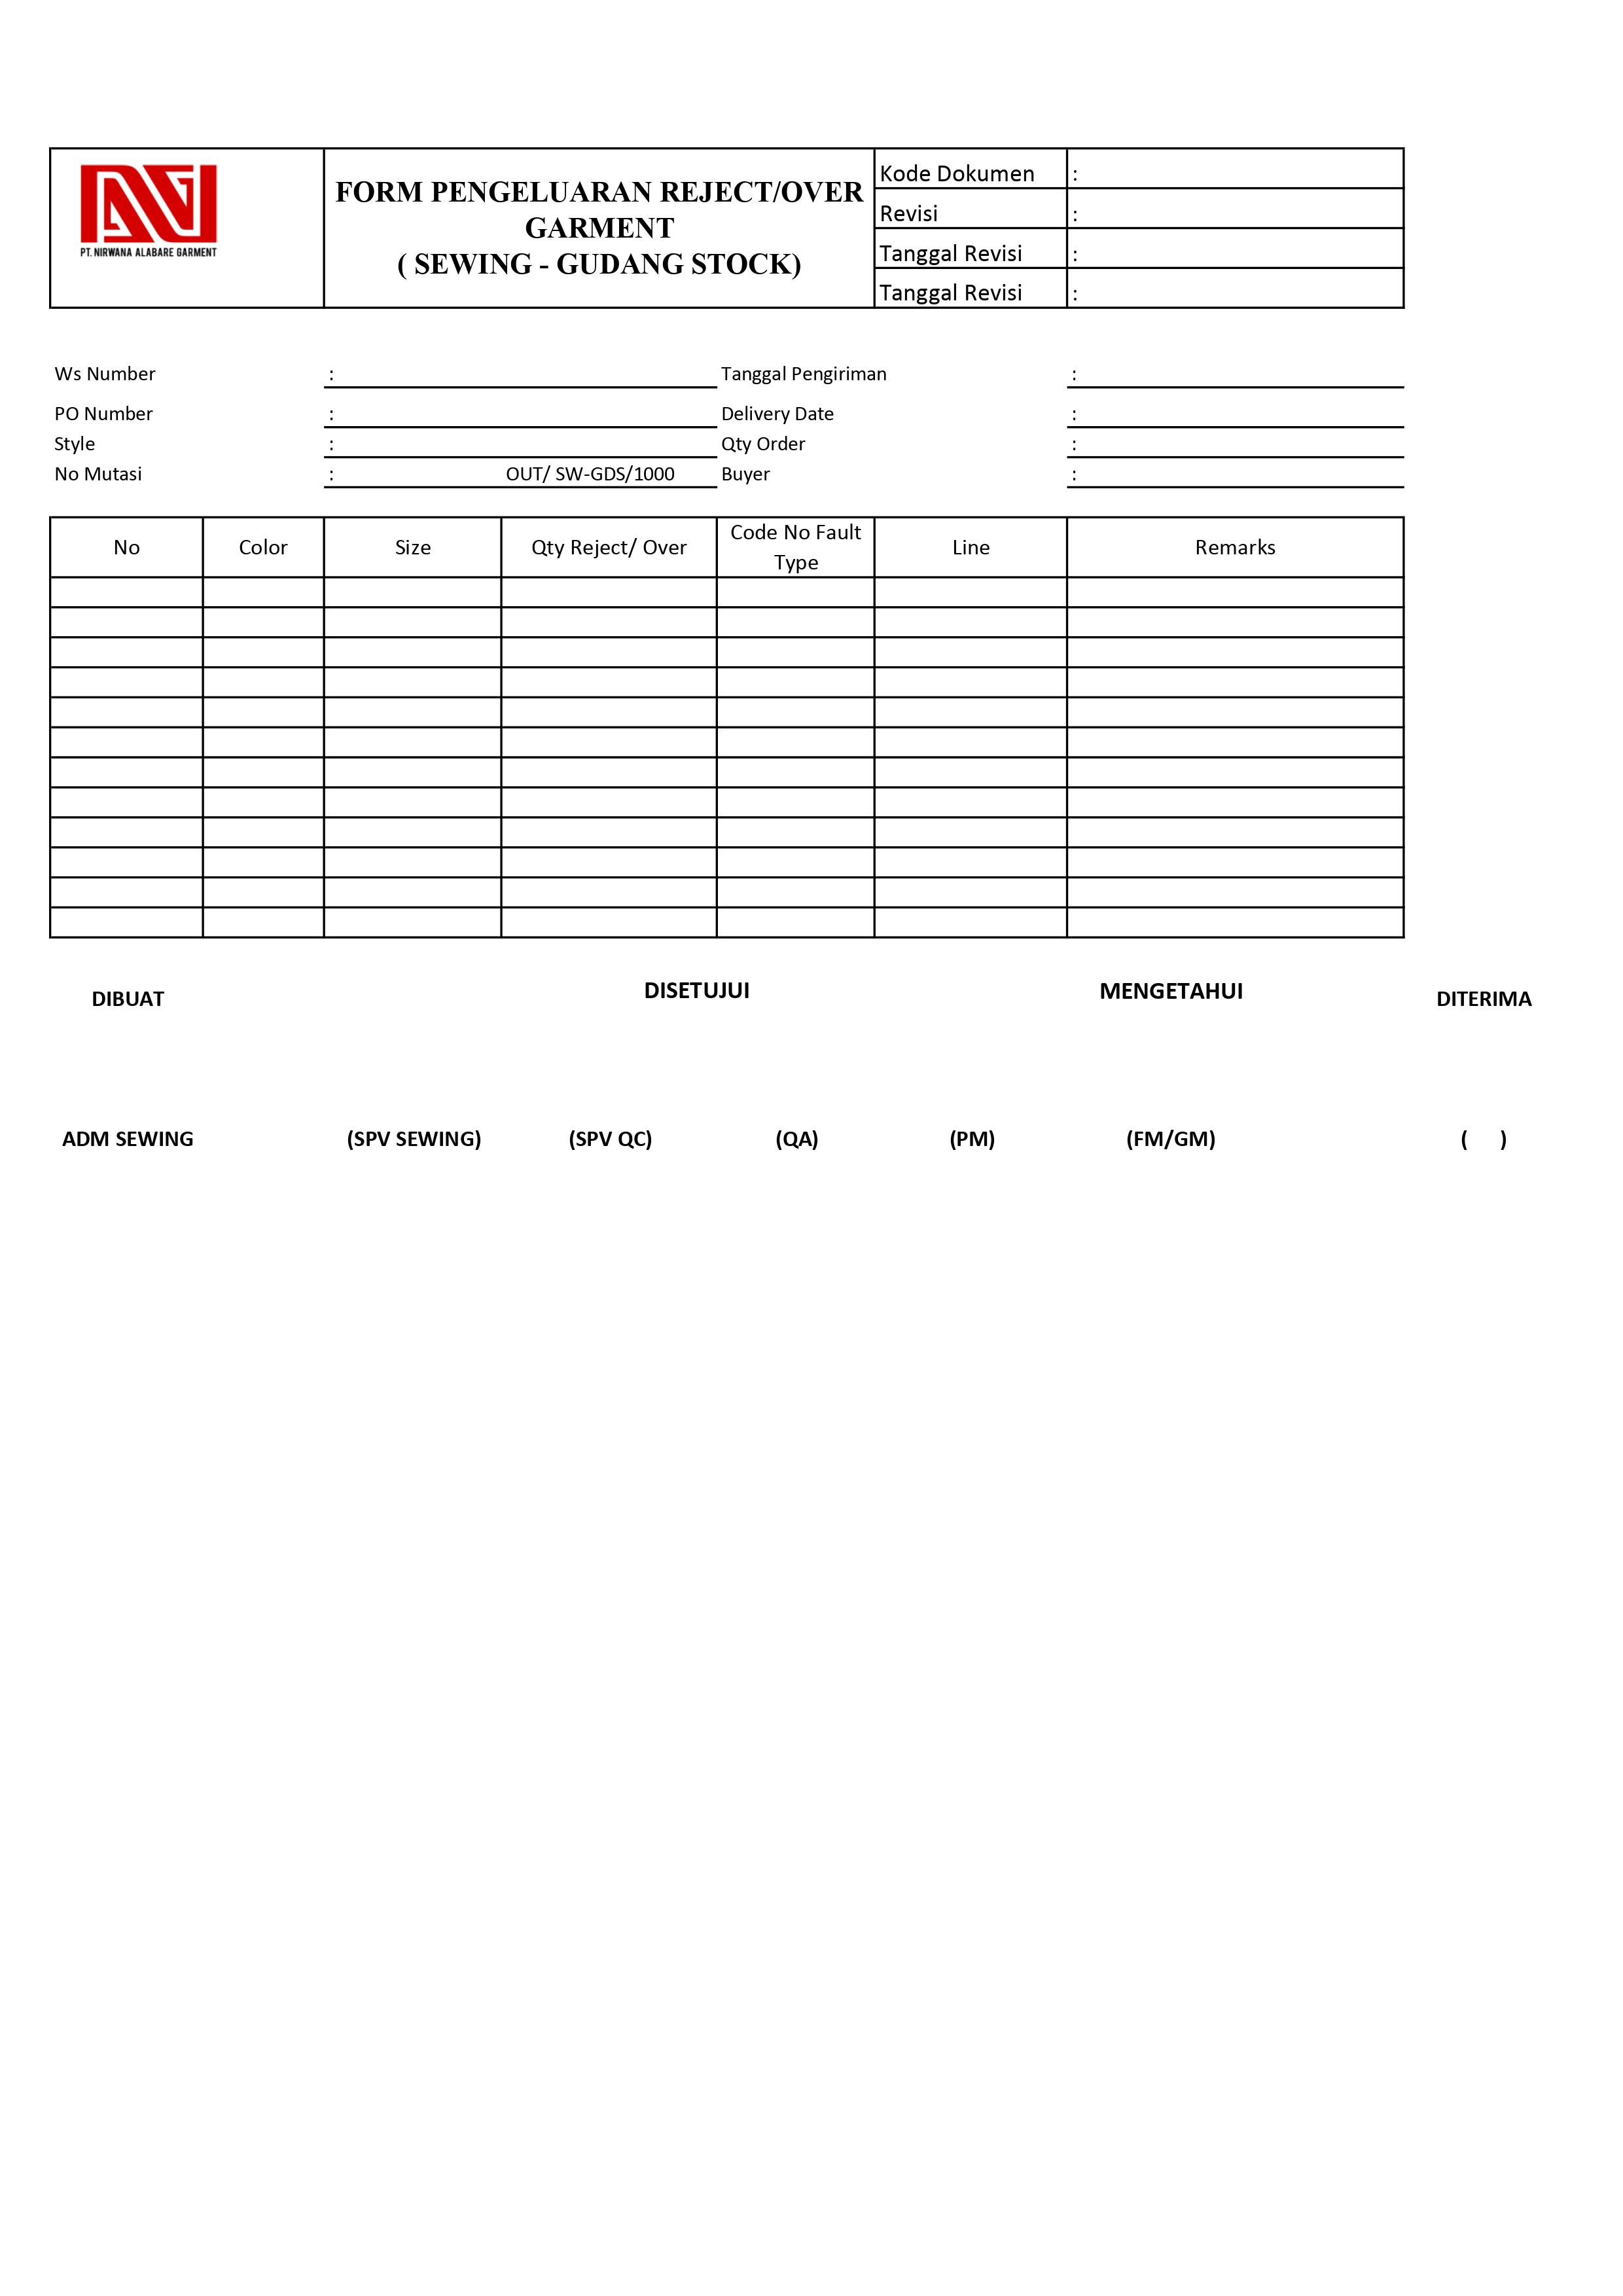 PT. NIRWANA ALABARE GARMENT
FORM PENGELUARAN REJECT/OVER
GARMENT
( SEWING - GUDANG STOCK)
Kode Dokumen :
Revisi :
Tanggal Revisi :
Tanggal Revisi :
Ws Number : Tanggal Pengiriman :
PO Number : Delivery Date :
Style : Qty Order :
No Mutasi : OUT/ SW-GDS/1000 Buyer :
No Color Size Qty Reject/ Over Code No Fault Type Line Remarks
DIBUAT DISETUJUI MENGETAHUI DITERIMA
ADM SEWING (SPV SEWING) (SPV QC) (QA) (PM) (FM/GM) ( )